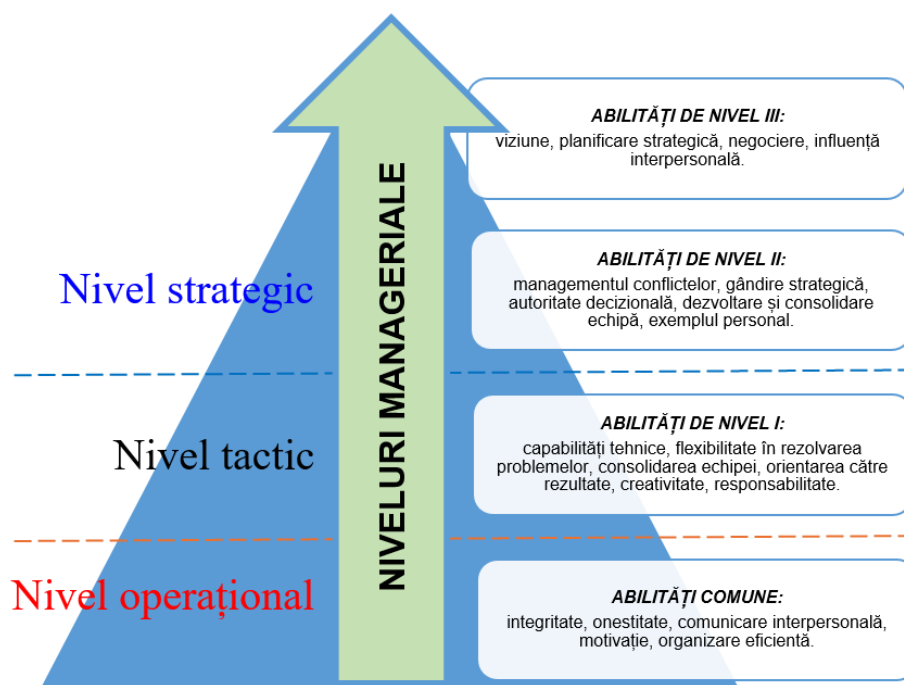 ABILITĂȚI DE NIVEL III:
viziune, planificare strategică, negociere, influență
interpersonală.
NIVELURI MANAGERIALE
Nivel strategic
ABILITĂȚI DE NIVEL II:
managementul conflictelor, gândire strategică,
autoritate decizională, dezvoltare și consolidare
echipă, exemplul personal.
Nivel tactic
ABILITĂȚI DE NIVEL I:
capabilități tehnice, flexibilitate în rezolvarea
problemelor, consolidarea echipei, orientarea către
rezultate, creativitate, responsabilitate.
Nivel operațional
ABILITĂȚI COMUNE:
integritate, onestitate, comunicare interpersonală,
motivație, organizare eficientă.